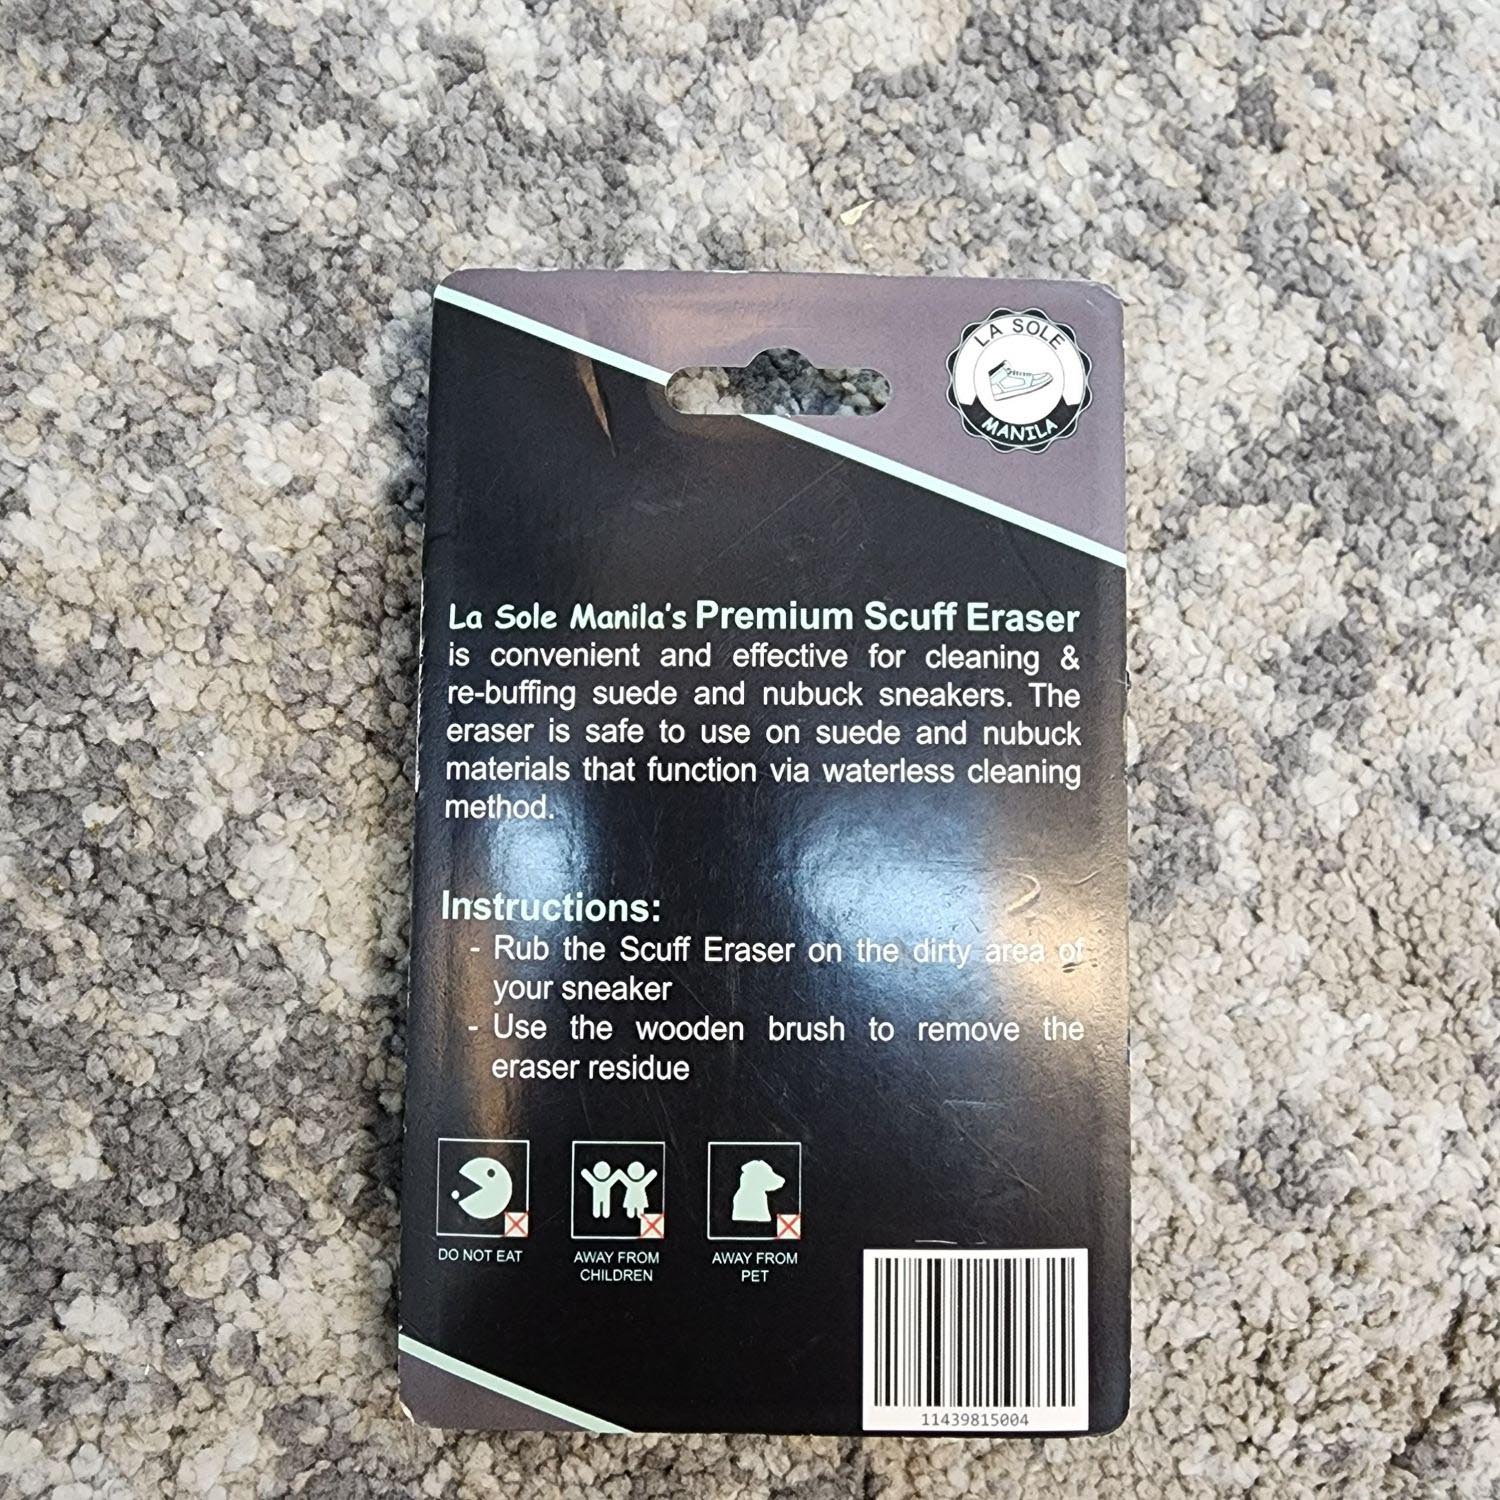 LA SOLE
MANILA
La Sole Manila's Premium Scuff Eraser
is convenient and effective for cleaning &
re-buffing suede and nubuck sneakers. The
eraser is safe to use on suede and nubuck
materials that function via waterless cleaning
method.
Instructions:
- Rub the Scuff Eraser on the dirty area of
your sneaker
- Use the wooden brush to remove the
eraser residue
DO NOT EAT
AWAY FROM
CHILDREN
AWAY FROM
PET
11439815004